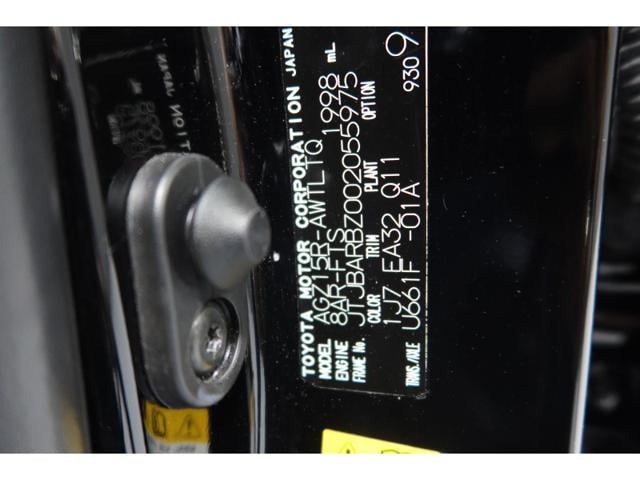 TOYOTA MOTOR CORPORATION JAPAN
MODEL AGZ15R-AWTLTQ
ENGINE 8AR-FTS 1998 mL
FRAME No. JTJBARBZ002055975
COLOR TRIM PLANT OPTION
1J7 EA32 Q11
TRANS./AXLE U661F -01A 9309